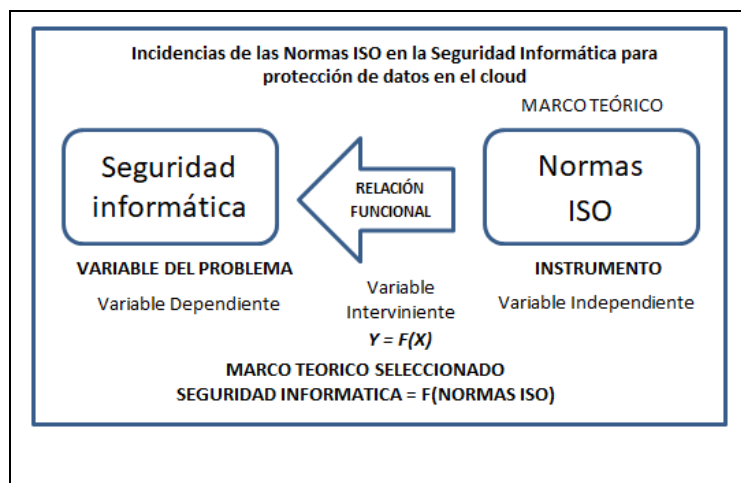 Incidencias de las Normas ISO en la Seguridad Informática para
protección de datos en el cloud
MARCO TEÓRICO
Seguridad
informática
RELACIÓN
FUNCIONAL
Normas
ISO
VARIABLE DEL PROBLEMA
Variable Dependiente
Variable
Interviniente
Y = F(X)
INSTRUMENTO
Variable Independiente
MARCO TEORICO SELECCIONADO
SEGURIDAD INFORMATICA = F(NORMAS ISO)